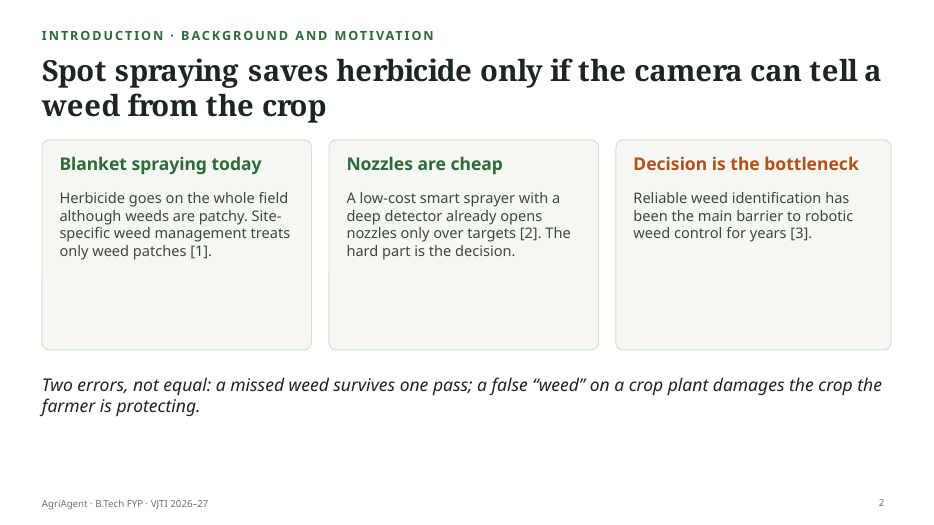 INTRODUCTION · BACKGROUND AND MOTIVATION
Spot spraying saves herbicide only if the camera can tell a
weed from the crop
Blanket spraying today
Herbicide goes on the whole field
although weeds are patchy. Site-
specific weed management treats
only weed patches [1].
Nozzles are cheap
A low-cost smart sprayer with a
deep detector already opens
nozzles only over targets [2]. The
hard part is the decision.
Decision is the bottleneck
Reliable weed identification has
been the main barrier to robotic
weed control for years [3].
Two errors, not equal: a missed weed survives one pass; a false “weed” on a crop plant damages the crop the
farmer is protecting.
AgriAgent · B.Tech FYP · VJTI 2026–27
2